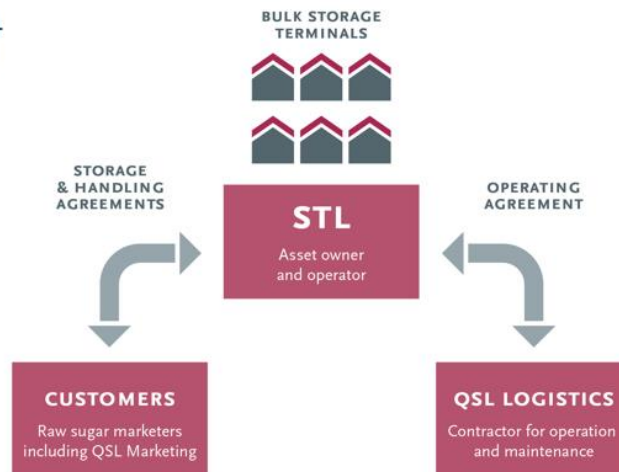 BULK STORAGE
TERMINALS
STORAGE
& HANDLING
AGREEMENTS
OPERATING
AGREEMENT
STL
Asset owner
and operator
CUSTOMERS
Raw sugar marketers
including QSL Marketing
QSL LOGISTICS
Contractor for operation
and maintenance